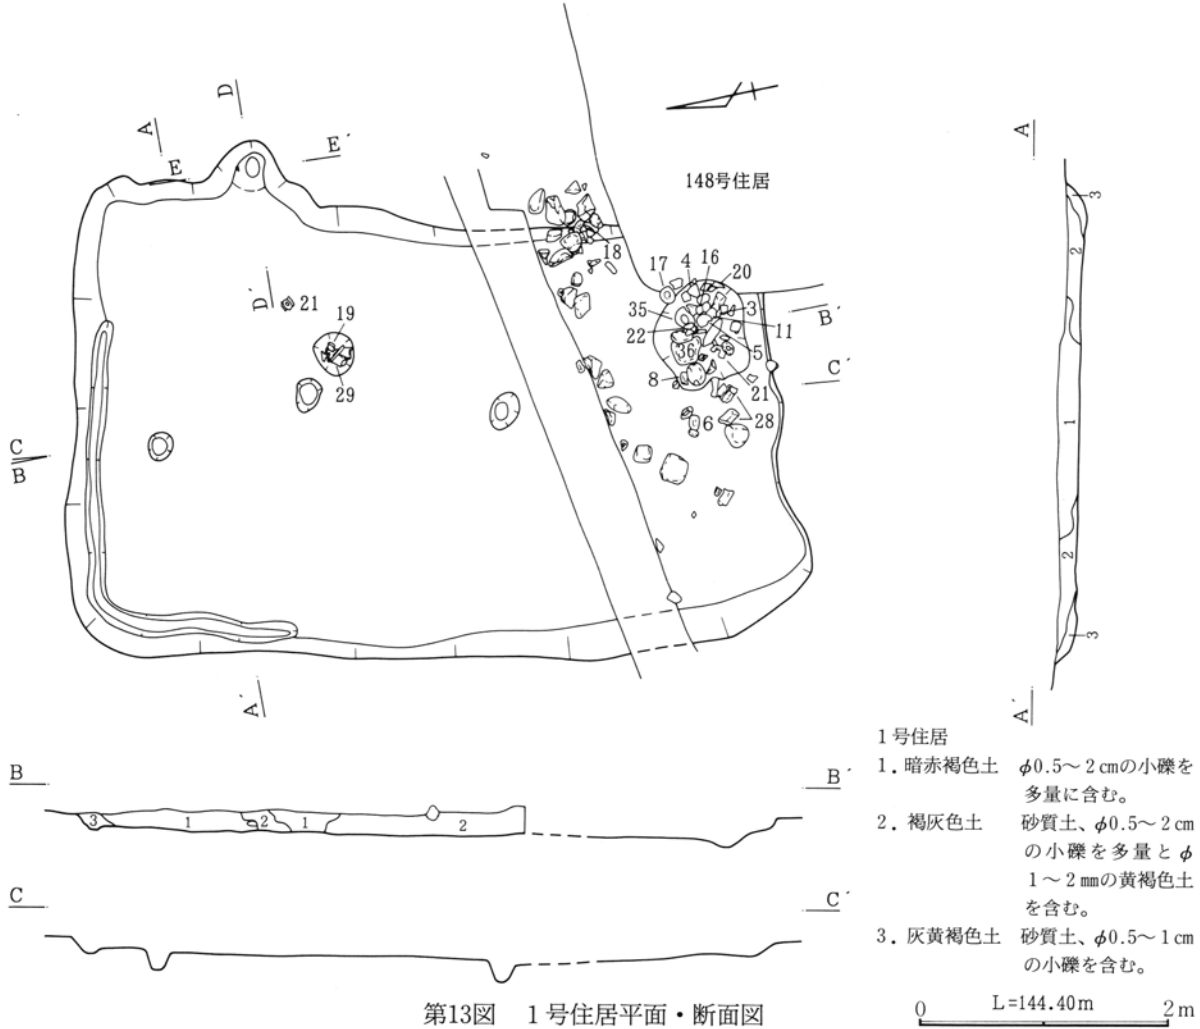 D
A
E
E´
148号住居
D´
21
19
29
18
17
4
16
20
35
3
22
11
36
5
8
21
28
6
B´
C´
C
B
A´
A
3
2
1
2
3
A´
B
B´
3
1
2
1
2
C
C´
1号住居
1．暗赤褐色土 φ0.5〜2cmの小礫を
多量に含む。
2．褐灰色土 砂質土、φ0.5〜2cm
の小礫を多量とφ
1〜2mmの黄褐色土
を含む。
3．灰黄褐色土 砂質土、φ0.5〜1cm
の小礫を含む。
L=144.40m
0 2m
第13図 1号住居平面・断面図